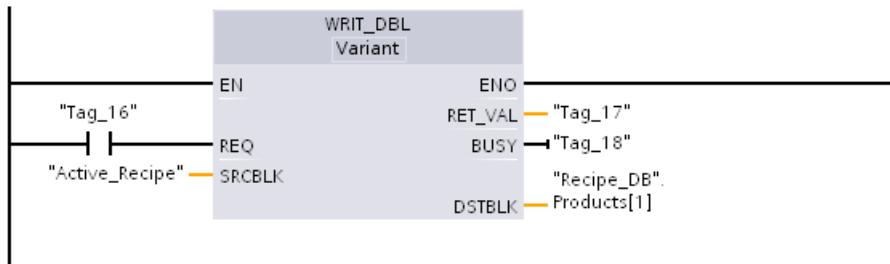 WRIT_DBL
Variant
EN
ENO
"Tag_16"
RET_VAL
"Tag_17"
REQ
BUSY
"Tag_18"
"Active_Recipe"
SRCBLK
"Recipe_DB".
DSTBLK
Products[1]